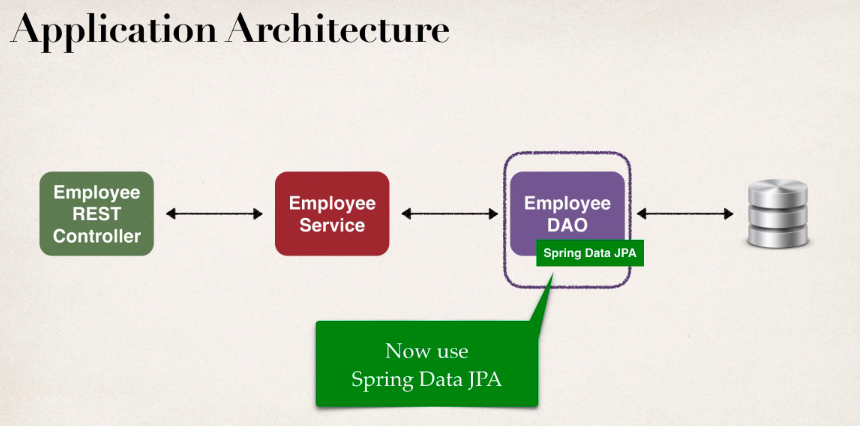 Application Architecture
Employee
REST
Controller
Employee
Service
Employee
DAO
Spring Data JPA
Now use
Spring Data JPA